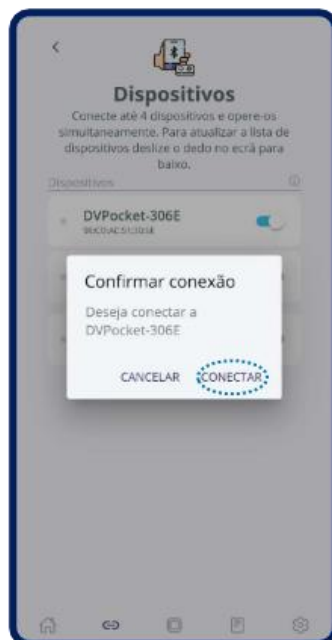 Dispositivos
Conecte até 4 dispositivos e opere-os
simultaneamente. Para atualizar a lista de
dispositivos deslize o dedo no ecrã para
baixo.
Dispositivos
DVPocket-306E
Confirmar conexão
Deseja conectar a
DVPocket-306E
CANCELAR CONECTAR